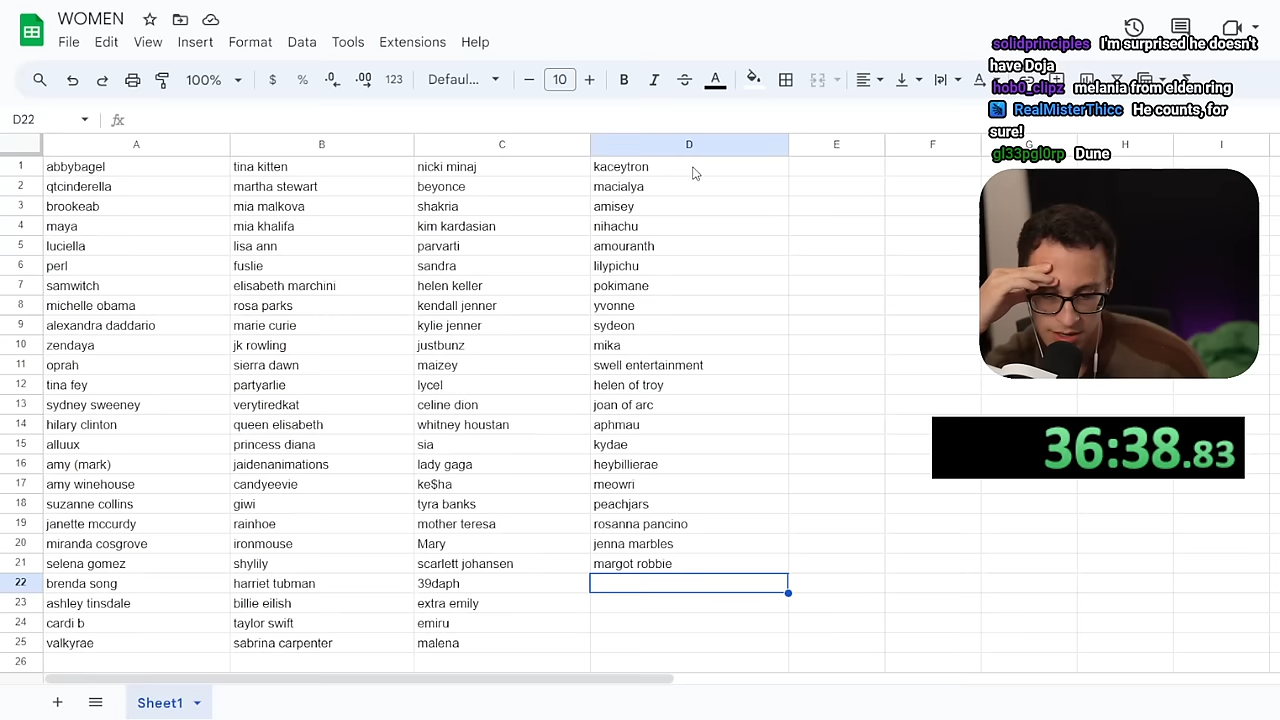 WOMEN
File Edit View Insert Format Data Tools Extensions Help
100% $ % .0 .00 123 Defaul... 10 B I A
D22 fx
A B C D E F G H I
1 abbybagel tina kitten nicki minaj kaceytron
2 qtcinderella martha stewart beyonce macialya
3 brookeab mia malkova shakria amisey
4 maya mia khalifa kim kardasian nihachu
5 luciella lisa ann parvarti amouranth
6 perl fuslie sandra lilypichu
7 samwitch elisabeth marchini helen keller pokimane
8 michelle obama rosa parks kendall jenner yvonne
9 alexandra daddario marie curie kylie jenner sydeon
10 zendaya jk rowling justbunz mika
11 oprah sierra dawn maizey swell entertainment
12 tina fey partyarlie lycel helen of troy
13 sydney sweeney verytiredkat celine dion joan of arc
14 hilary clinton queen elisabeth whitney houstan aphmau
15 alluux princess diana sia kydae
16 amy (mark) jaidenanimations lady gaga heybillierae
17 amy winehouse candyeevie ke$ha meowri
18 suzanne collins giwi tyra banks peachjars
19 janette mccurdy rainhoe mother teresa rosanna pancino
20 miranda cosgrove ironmouse Mary jenna marbles
21 selena gomez shylily scarlett johansen margot robbie
22 brenda song harriet tubman 39daph
23 ashley tinsdale billie eilish extra emily
24 cardi b taylor swift emiru
25 valkyrae sabrina carpenter malena
26
Sheet1
solidprinciples I'm surprised he doesn't
have Doja
hob0_clipz melania from elden ring
RealMisterThicc He counts, for
sure!
gl33pgl0rp Dune
36:38.83